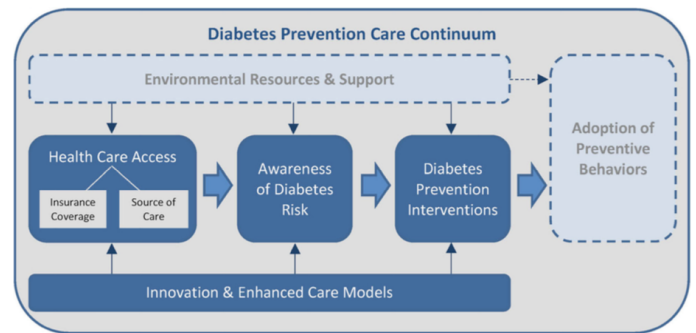 Diabetes Prevention Care Continuum
Environmental Resources & Support
Health Care Access
Insurance
Coverage
Source of
Care
Awareness
of Diabetes
Risk
Diabetes
Prevention
Interventions
Adoption of
Preventive
Behaviors
Innovation & Enhanced Care Models